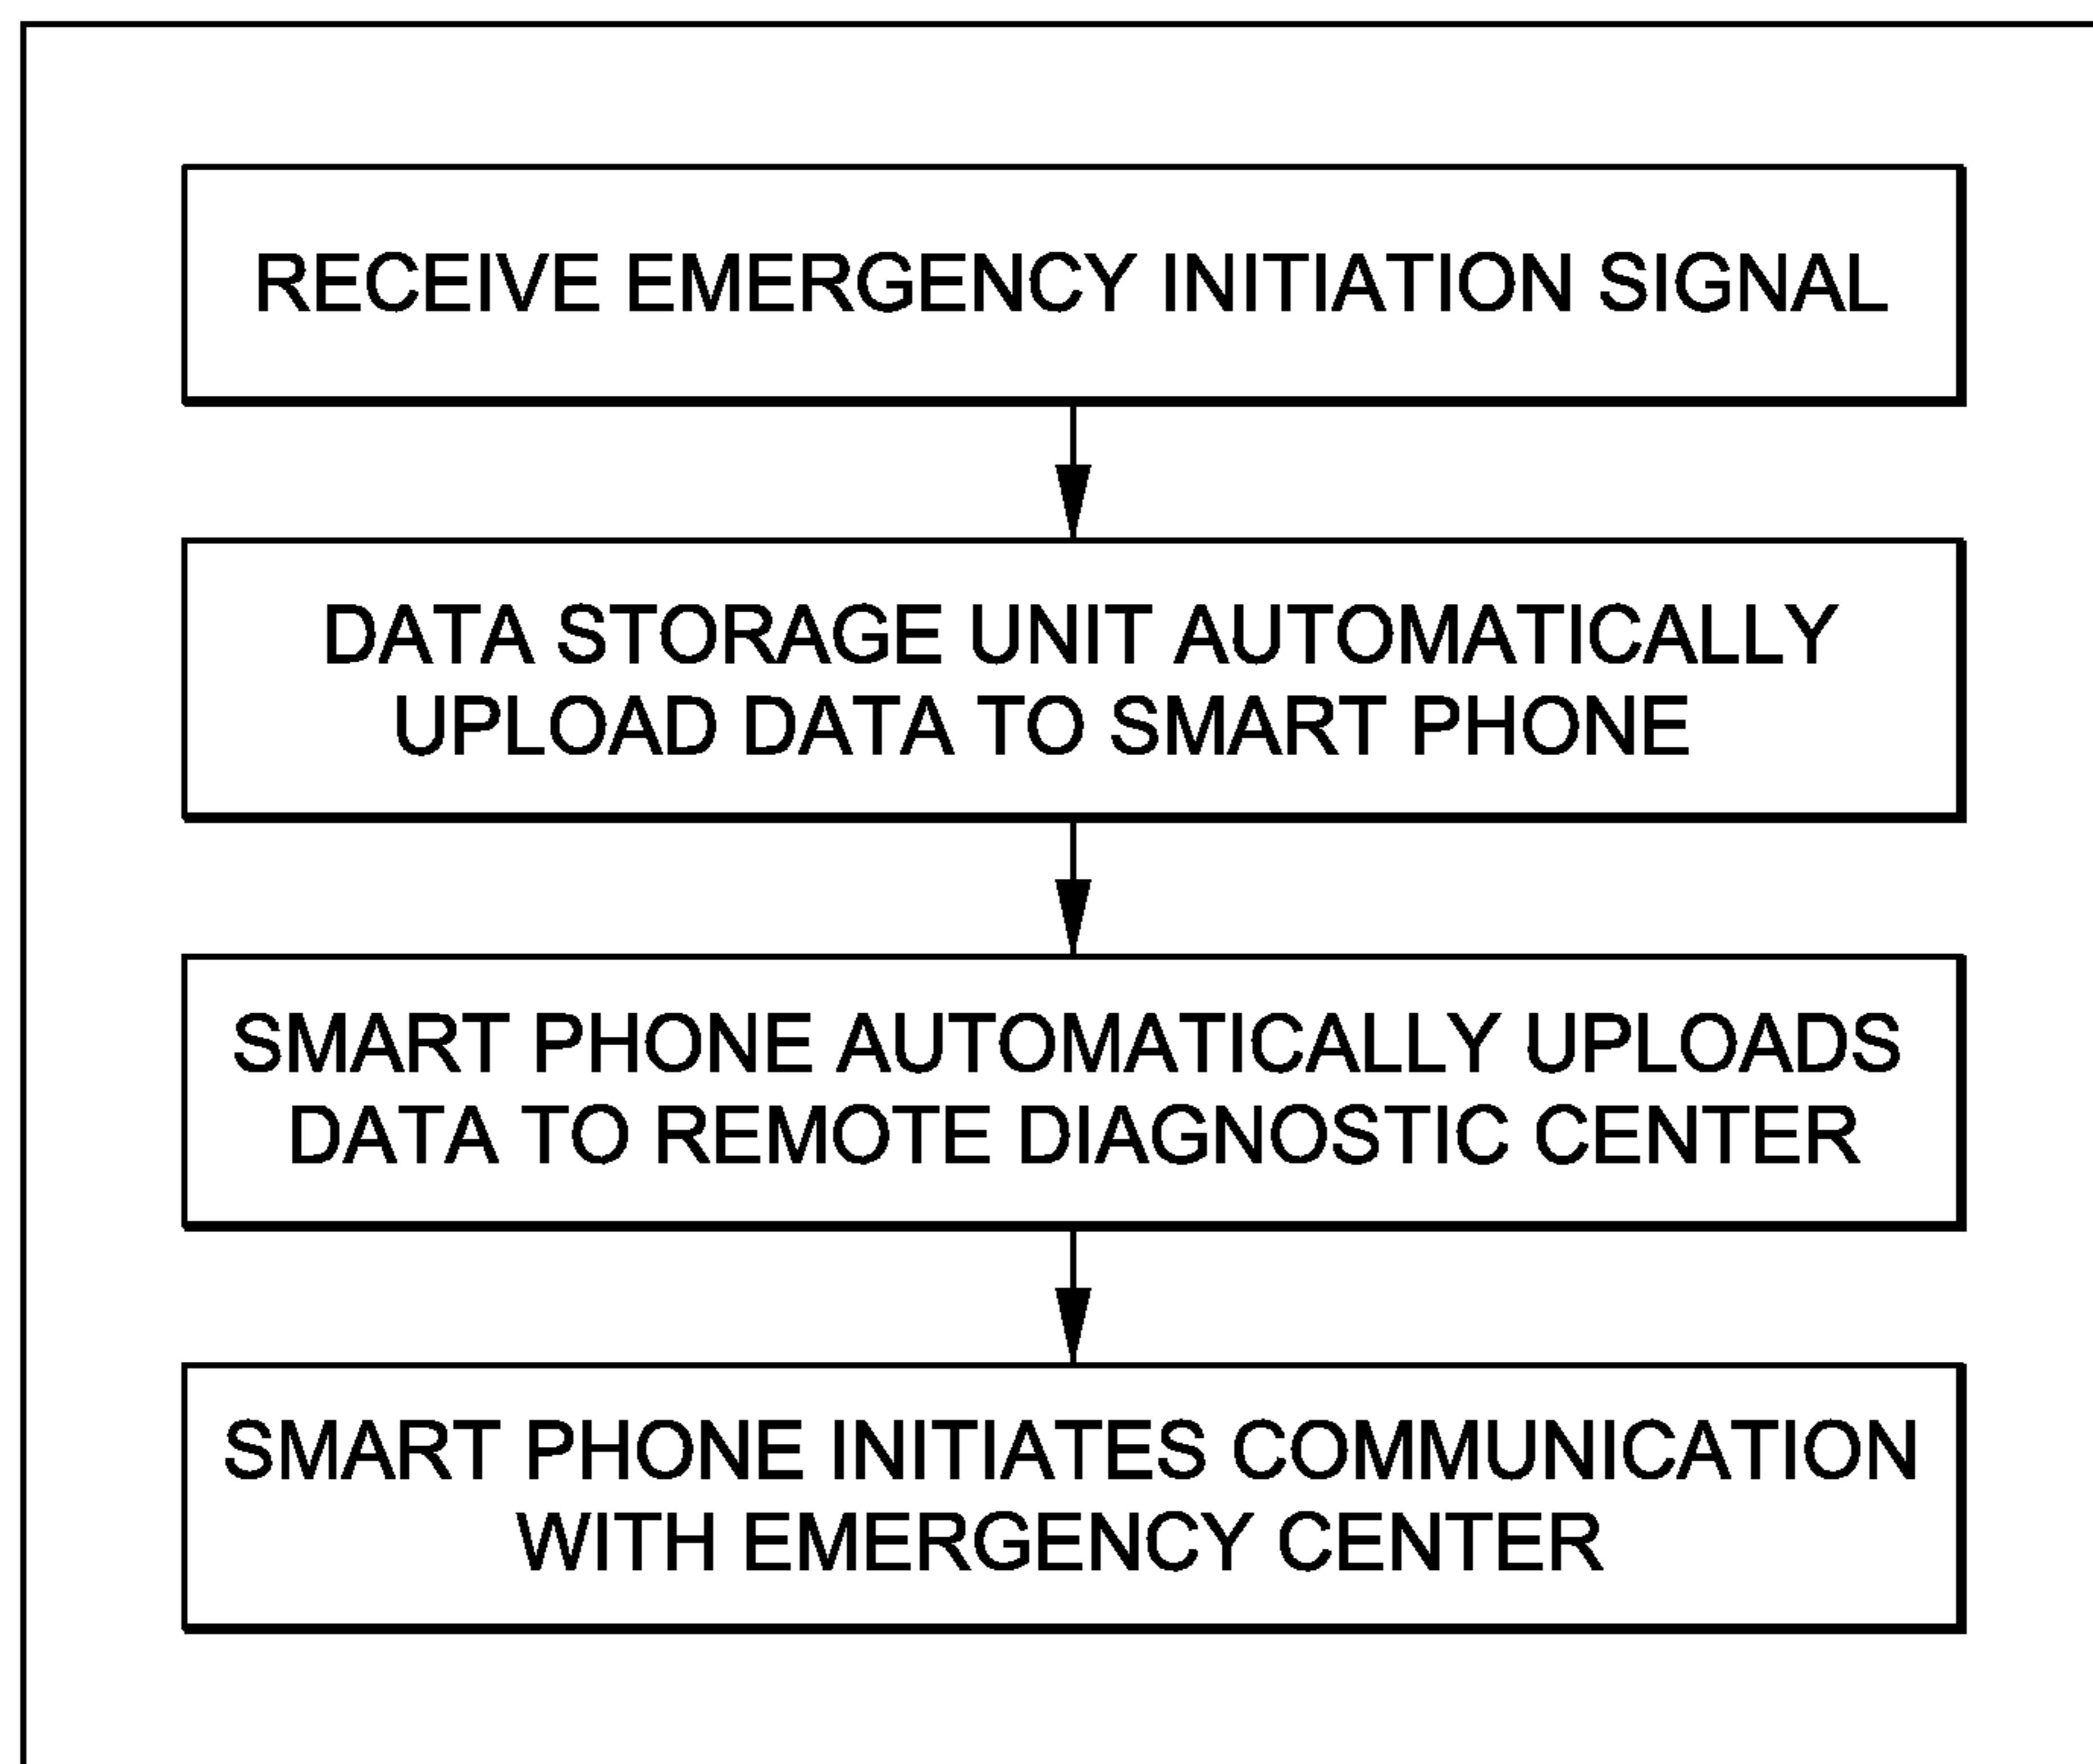 RECEIVE EMERGENCY INITIATION SIGNAL
DATA STORAGE UNIT AUTOMATICALLY
UPLOAD DATA TO SMART PHONE
SMART PHONE AUTOMATICALLY UPLOADS
DATA TO REMOTE DIAGNOSTIC CENTER
SMART PHONE INITIATES COMMUNICATION
WITH EMERGENCY CENTER